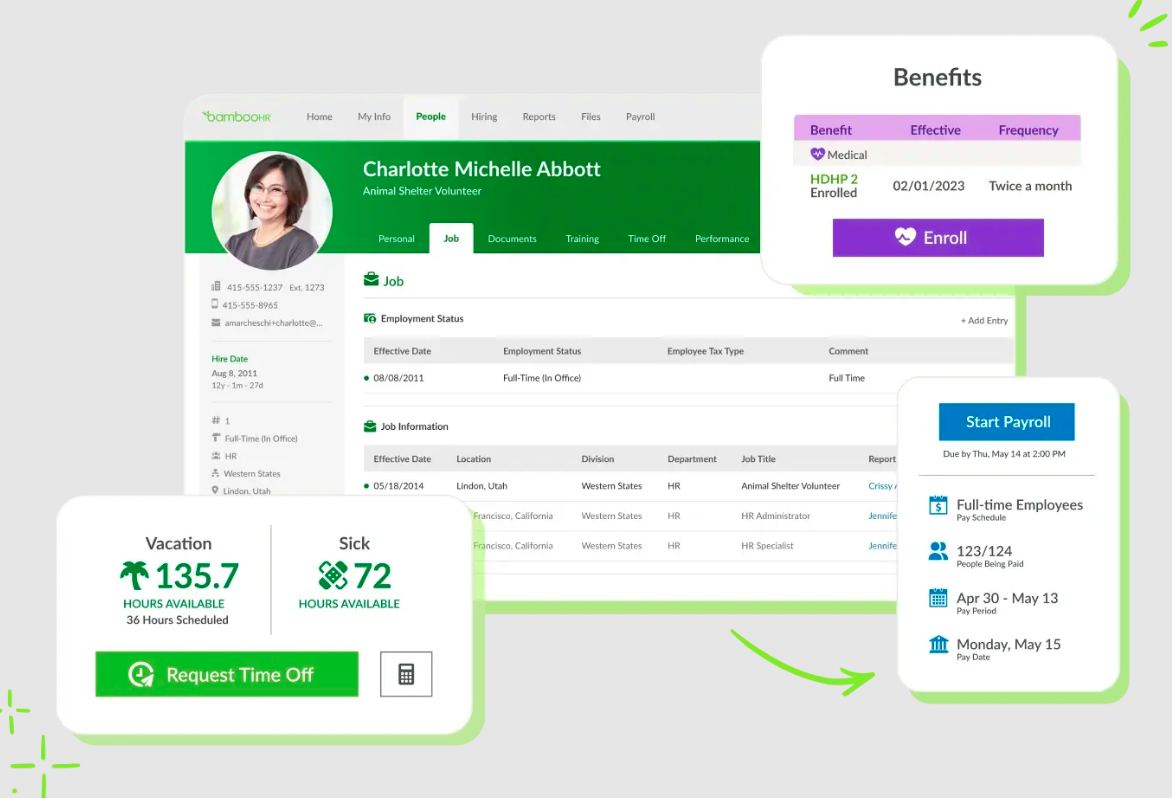 bambooHR
Home My Info People Hiring Reports Files Payroll
Charlotte Michelle Abbott
Animal Shelter Volunteer
Personal Job Documents Training Time Off Performance
415-555-1237 Ext. 1273
415-555-8965
amarcheschi+charlotte@...
Hire Date
Aug 8, 2011
12y - 1m - 27d
# 1
Full-Time (In Office)
HR
Western States
Lindon, Utah
Job
Employment Status + Add Entry
Effective Date Employment Status Employee Tax Type Comment
08/08/2011 Full-Time (In Office) Full Time
Job Information
Effective Date Location Division Department Job Title Report
05/18/2014 Lindon, Utah Western States HR Animal Shelter Volunteer Crissy
Francisco, California Western States HR HR Administrator Jennife
Francisco, California Western States HR HR Specialist Jennife
Benefits
Benefit Effective Frequency
Medical
HDHP 2
Enrolled 02/01/2023 Twice a month
Enroll
Start Payroll
Due by Thu, May 14 at 2:00 PM
Full-time Employees
Pay Schedule
123/124
People Being Paid
Apr 30 - May 13
Pay Period
Monday, May 15
Pay Date
Vacation
135.7
HOURS AVAILABLE
36 Hours Scheduled
Sick
72
HOURS AVAILABLE
Request Time Off